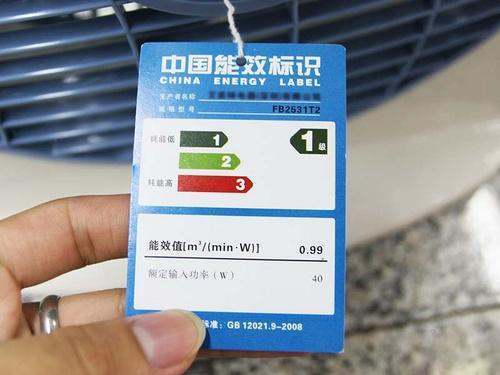 中国能效标识
CHINA ENERGY LABEL
生产者名称
规格型号 FB2531T2
耗能低 1 1级
2
耗能高 3
能效值[m³/(min·W)] 0.99
额定输入功率（W） 40
标准：GB 12021.9-2008